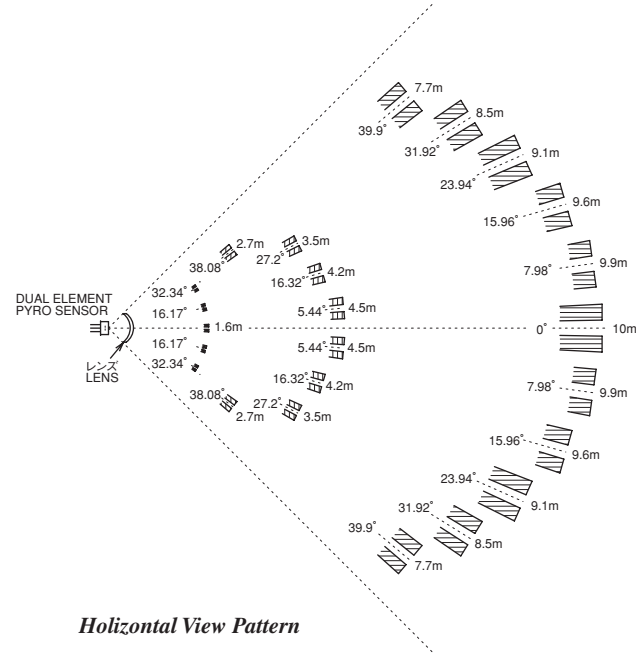 7.7m
39.9°
8.5m
31.92°
9.1m
23.94°
9.6m
15.96°
9.9m
7.98°
2.7m
38.08°
3.5m
27.2°
4.2m
16.32°
32.34°
DUAL ELEMENT
PYRO SENSOR
16.17°
5.44°
4.5m
1.6m
0°
10m
16.17°
5.44°
4.5m
レンズ
LENS
32.34°
16.32°
4.2m
38.08°
2.7m
27.2°
3.5m
7.98°
9.9m
15.96°
9.6m
23.94°
9.1m
31.92°
8.5m
39.9°
7.7m
Holizontal View Pattern